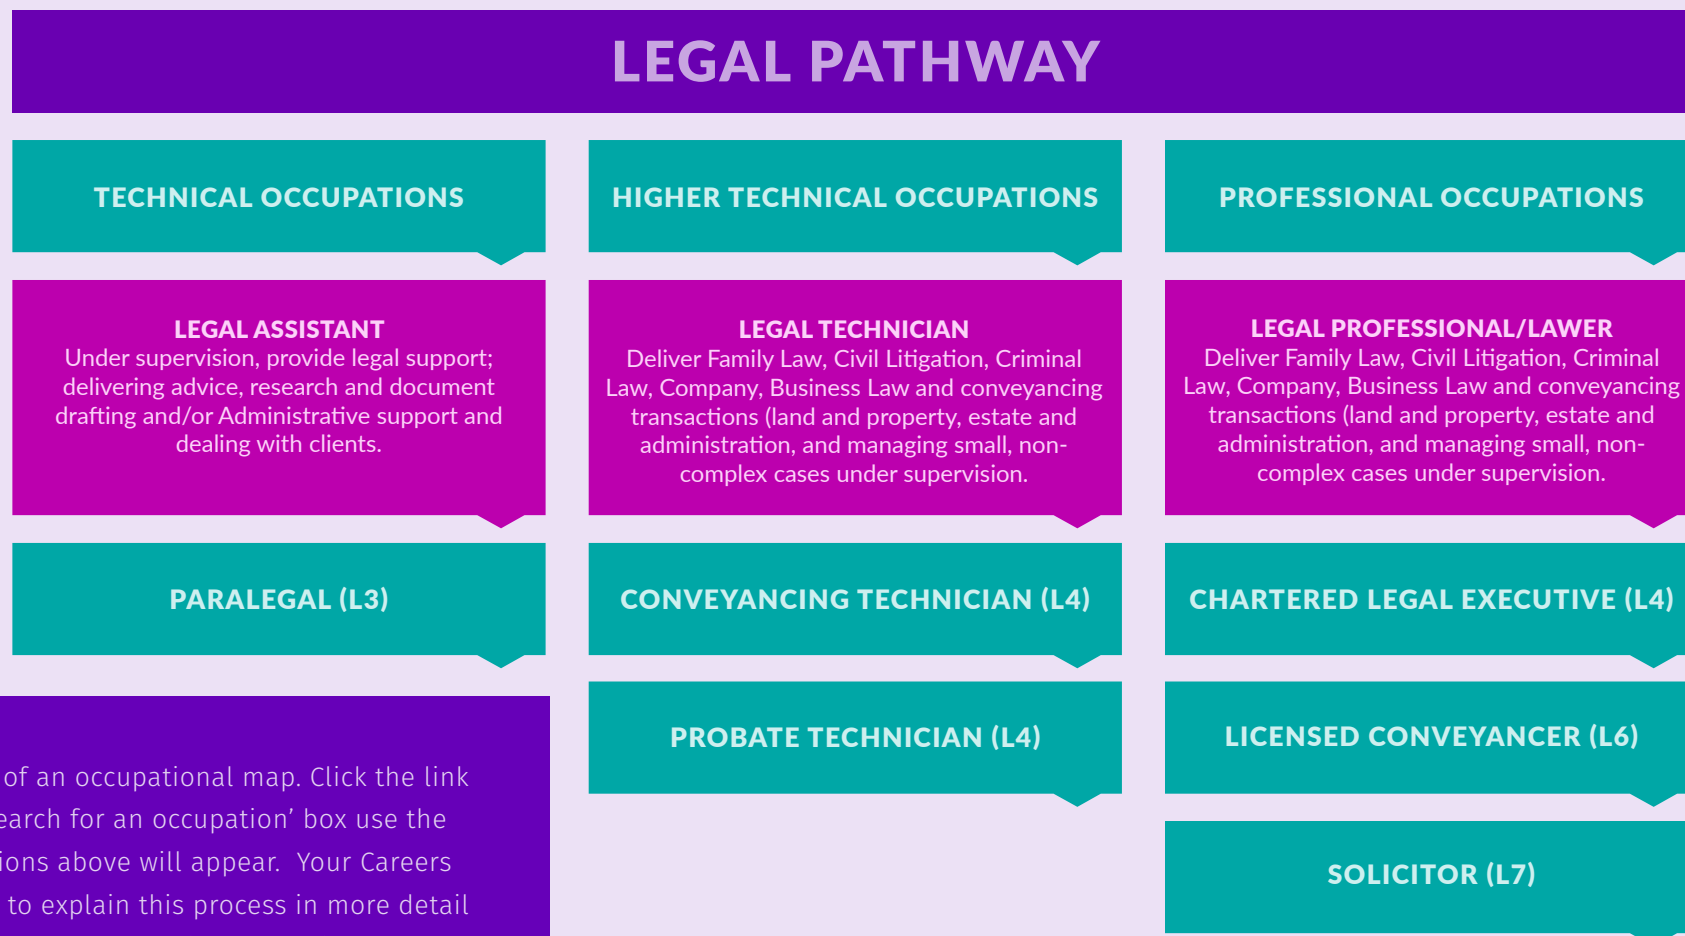 LEGAL PATHWAY
TECHNICAL OCCUPATIONS
LEGAL ASSISTANT
Under supervision, provide legal support;
delivering advice, research and document
drafting and/or Administrative support and
dealing with clients.
PARALEGAL (L3)
HIGHER TECHNICAL OCCUPATIONS
LEGAL TECHNICIAN
Deliver Family Law, Civil Litigation, Criminal
Law, Company, Business Law and conveyancing
transactions (land and property, estate and
administration, and managing small, non-
complex cases under supervision.
CONVEYANCING TECHNICIAN (L4)
PROBATE TECHNICIAN (L4)
PROFESSIONAL OCCUPATIONS
LEGAL PROFESSIONAL/LAWER
Deliver Family Law, Civil Litigation, Criminal
Law, Company, Business Law and conveyancing
transactions (land and property, estate and
administration, and managing small, non-
complex cases under supervision.
CHARTERED LEGAL EXECUTIVE (L4)
LICENSED CONVEYANCER (L6)
SOLICITOR (L7)
of an occupational map. Click the link
for an occupation’ box use the
above will appear. Your Careers
to explain this process in more detail